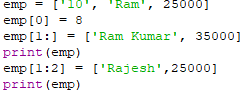 emp = ['10', 'Ram', 25000]
emp[0] = 8
emp[1:] = ['Ram Kumar', 35000]
print(emp)
emp[1:2] = ['Rajesh',25000]
print(emp)